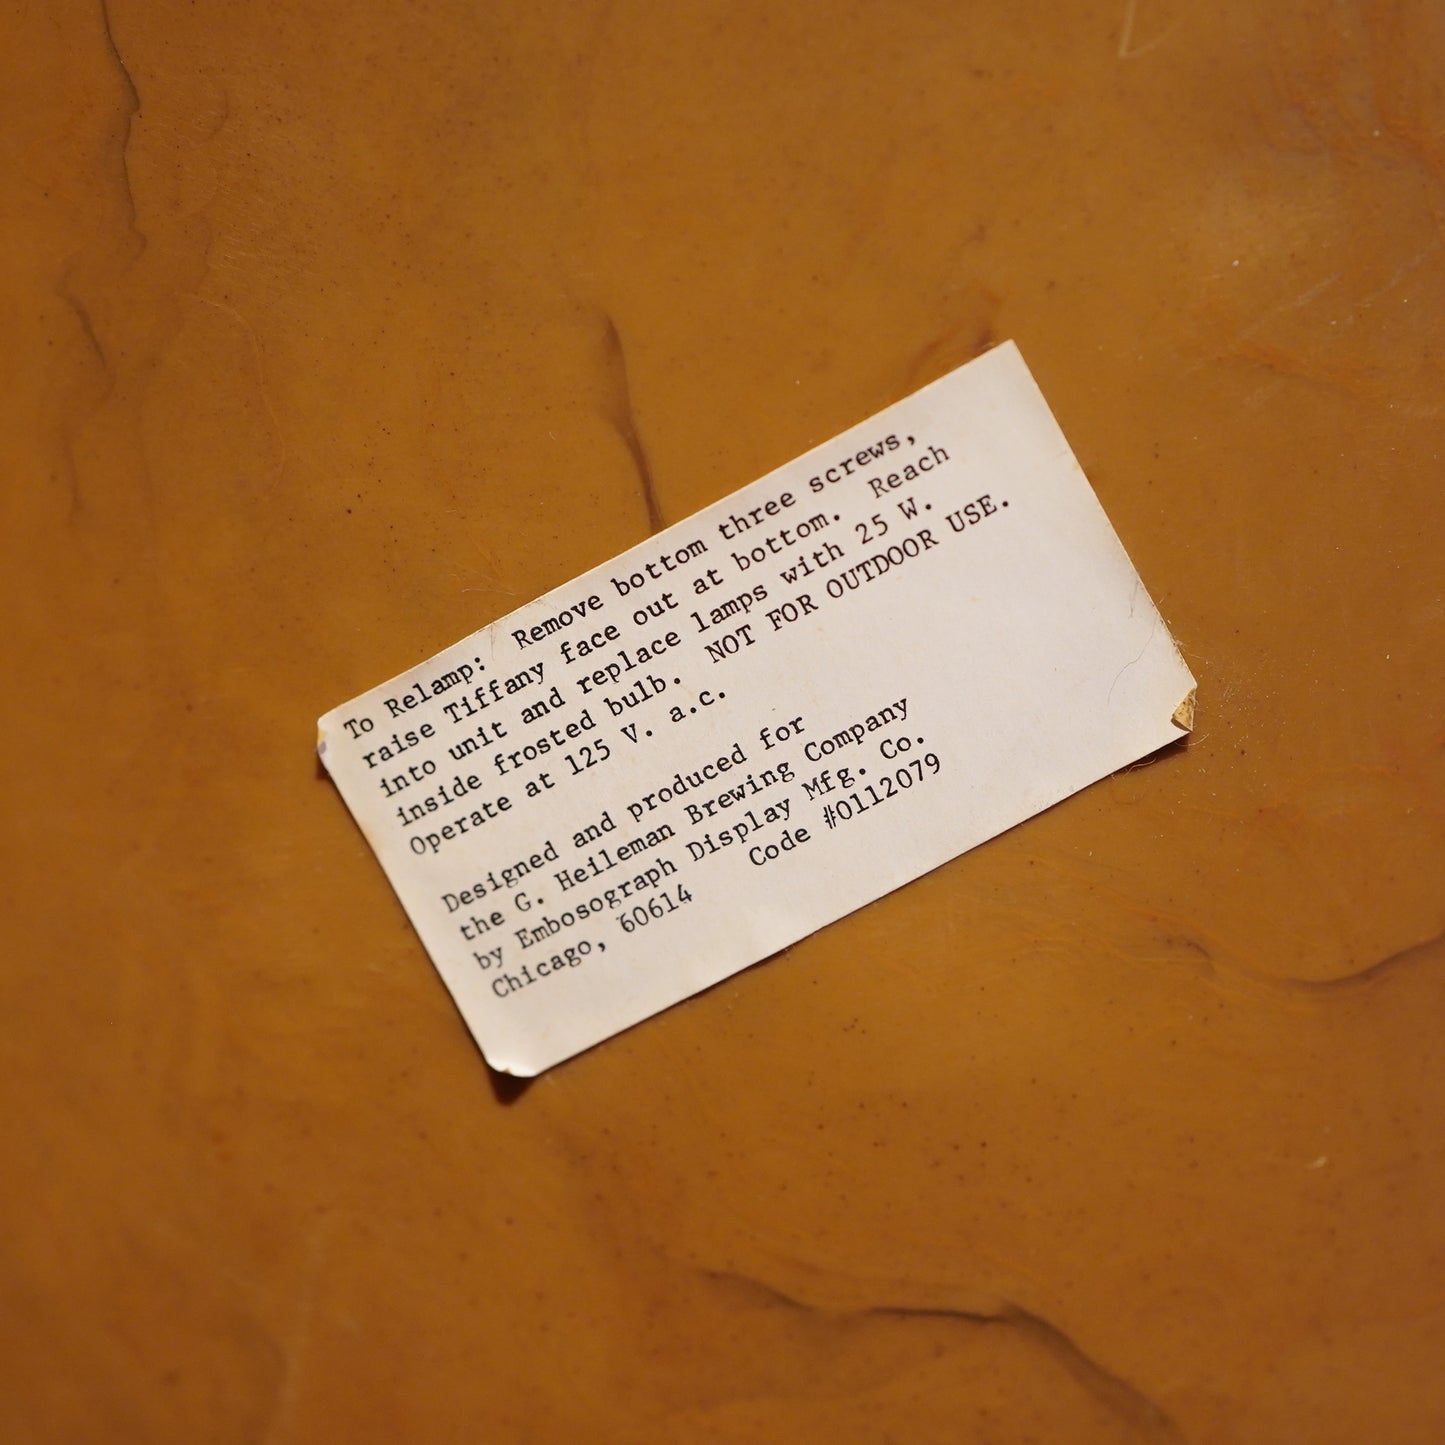 To Relamp:  Remove bottom three screws,
raise Tiffany face out at bottom.  Reach
into unit and replace lamps with 25 W.
inside frosted bulb.  NOT FOR OUTDOOR USE.
Operate at 125 V. a.c.
Designed and produced for
the G. Heileman Brewing Company
by Embosograph Display Mfg. Co.
Chicago, 60614    Code #0112079